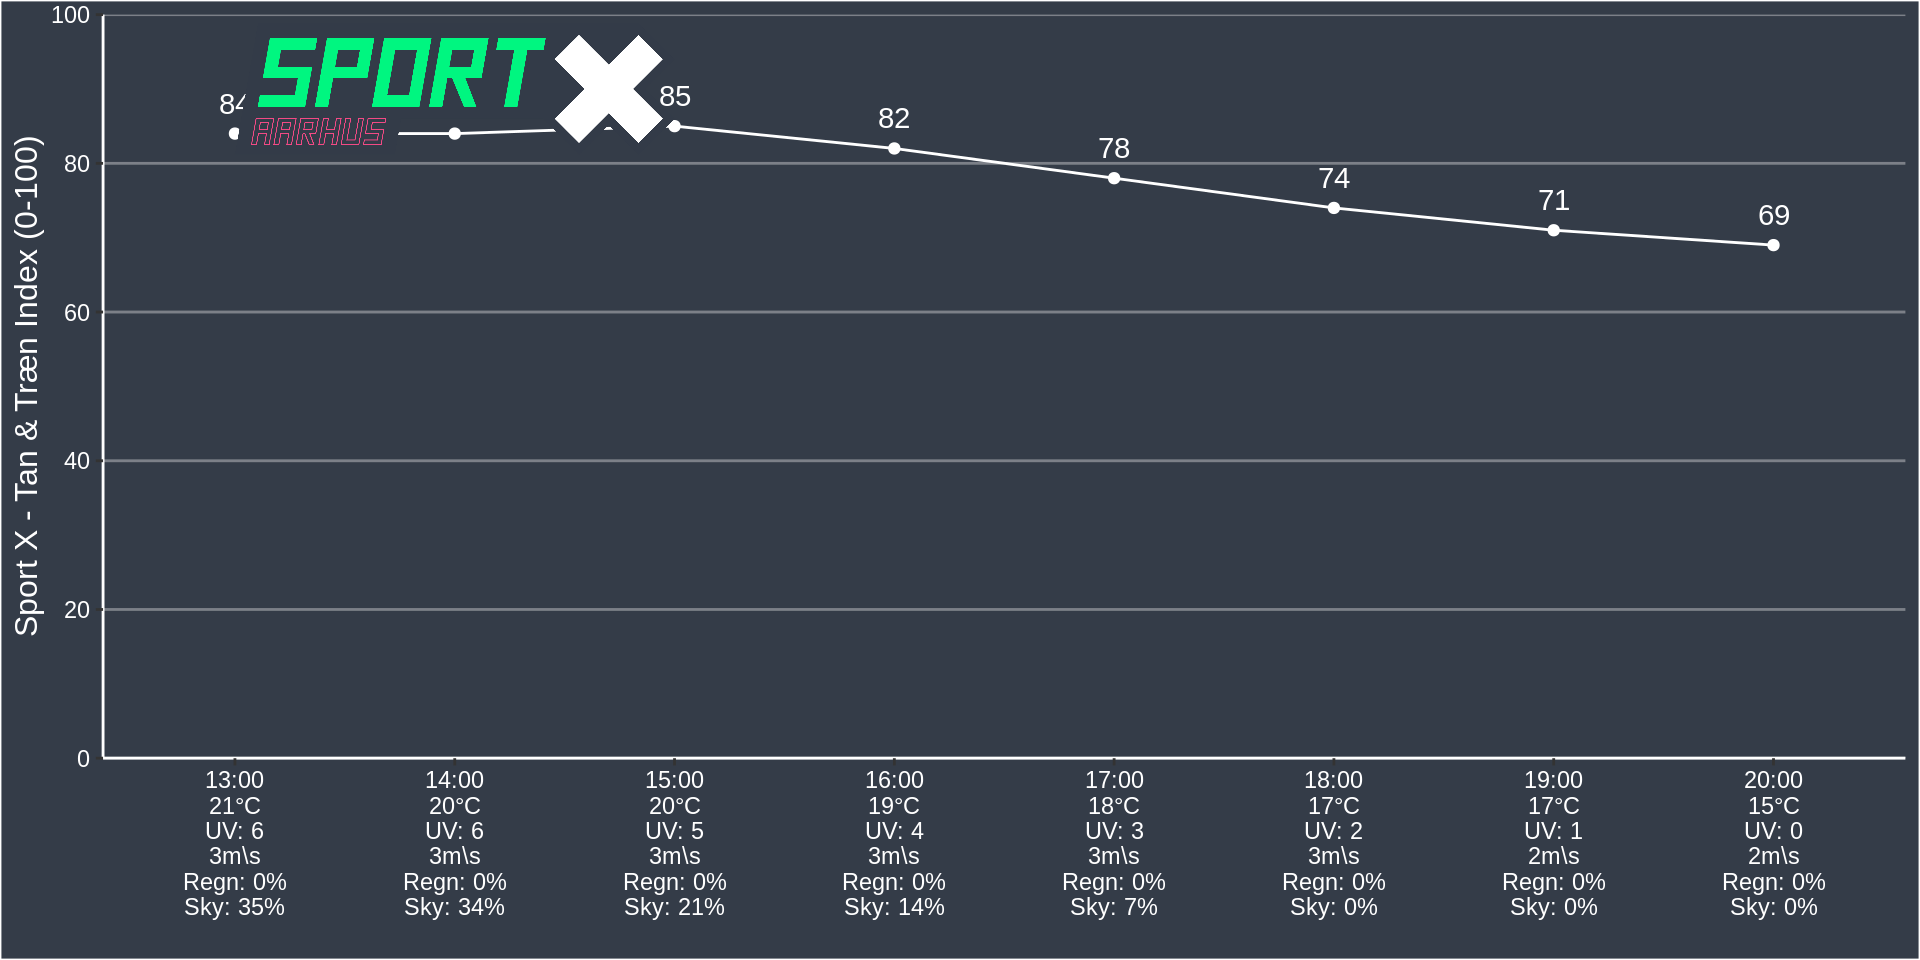 100
80
60
40
20
0
Sport X - Tan & Træn Index (0-100)
SPORT X
AARHUS
84
85
82
78
74
71
69
13:00
21°C
UV: 6
3m\s
Regn: 0%
Sky: 35%
14:00
20°C
UV: 6
3m\s
Regn: 0%
Sky: 34%
15:00
20°C
UV: 5
3m\s
Regn: 0%
Sky: 21%
16:00
19°C
UV: 4
3m\s
Regn: 0%
Sky: 14%
17:00
18°C
UV: 3
3m\s
Regn: 0%
Sky: 7%
18:00
17°C
UV: 2
3m\s
Regn: 0%
Sky: 0%
19:00
17°C
UV: 1
2m\s
Regn: 0%
Sky: 0%
20:00
15°C
UV: 0
2m\s
Regn: 0%
Sky: 0%